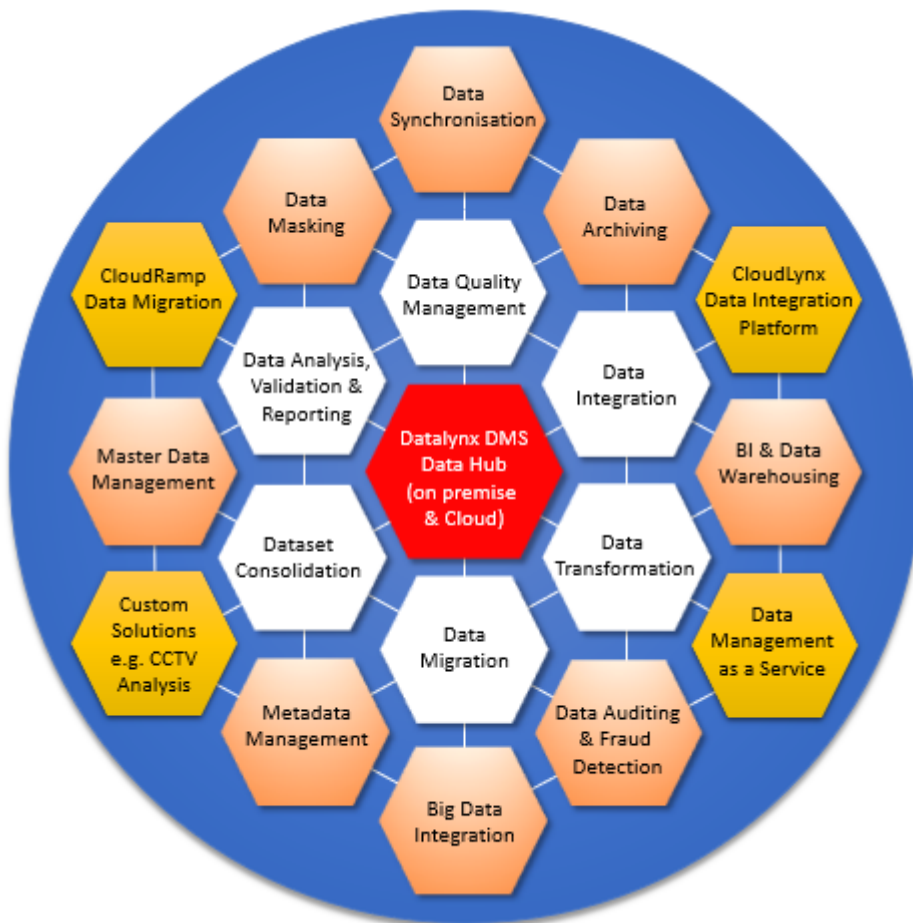 Data
Synchronisation
Data
Masking
Data
Archiving
CloudRamp
Data Migration
Data Quality
Management
CloudLynx
Data Integration
Platform
Data Analysis,
Validation &
Reporting
Data
Integration
Master Data
Management
Datalynx DMS
Data Hub
(on premise
& Cloud)
BI & Data
Warehousing
Dataset
Consolidation
Data
Transformation
Custom
Solutions
e.g. CCTV
Analysis
Data
Migration
Data
Management
as a Service
Metadata
Management
Data Auditing
& Fraud
Detection
Big Data
Integration